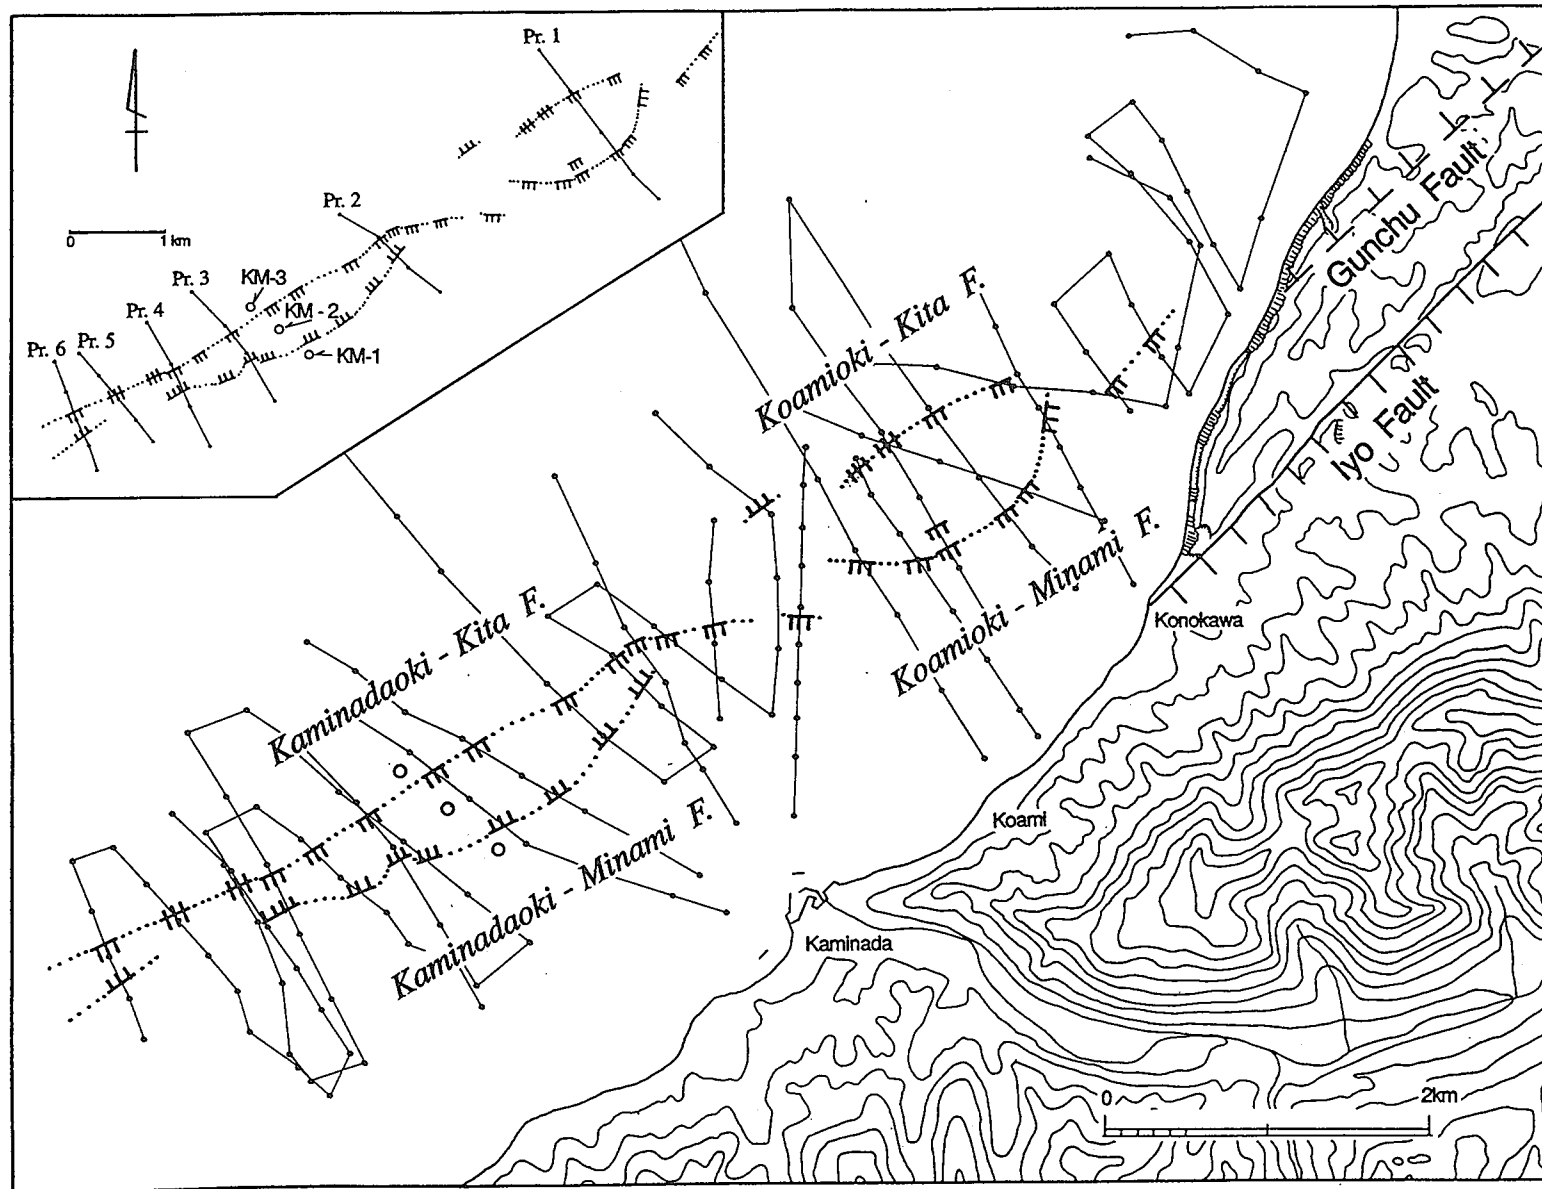 Pr. 1
Pr. 2
0 1 km
Pr. 3
KM-3
KM - 2
Pr. 4
Pr. 5
Pr. 6
KM-1
Gunchu Fault
Iyo Fault
Koamioki - Kita F.
Koamioki - Minami F.
Konokawa
Kaminadaoki - Kita F.
Kaminadaoki - Minami F.
Koami
Kaminada
0 2km